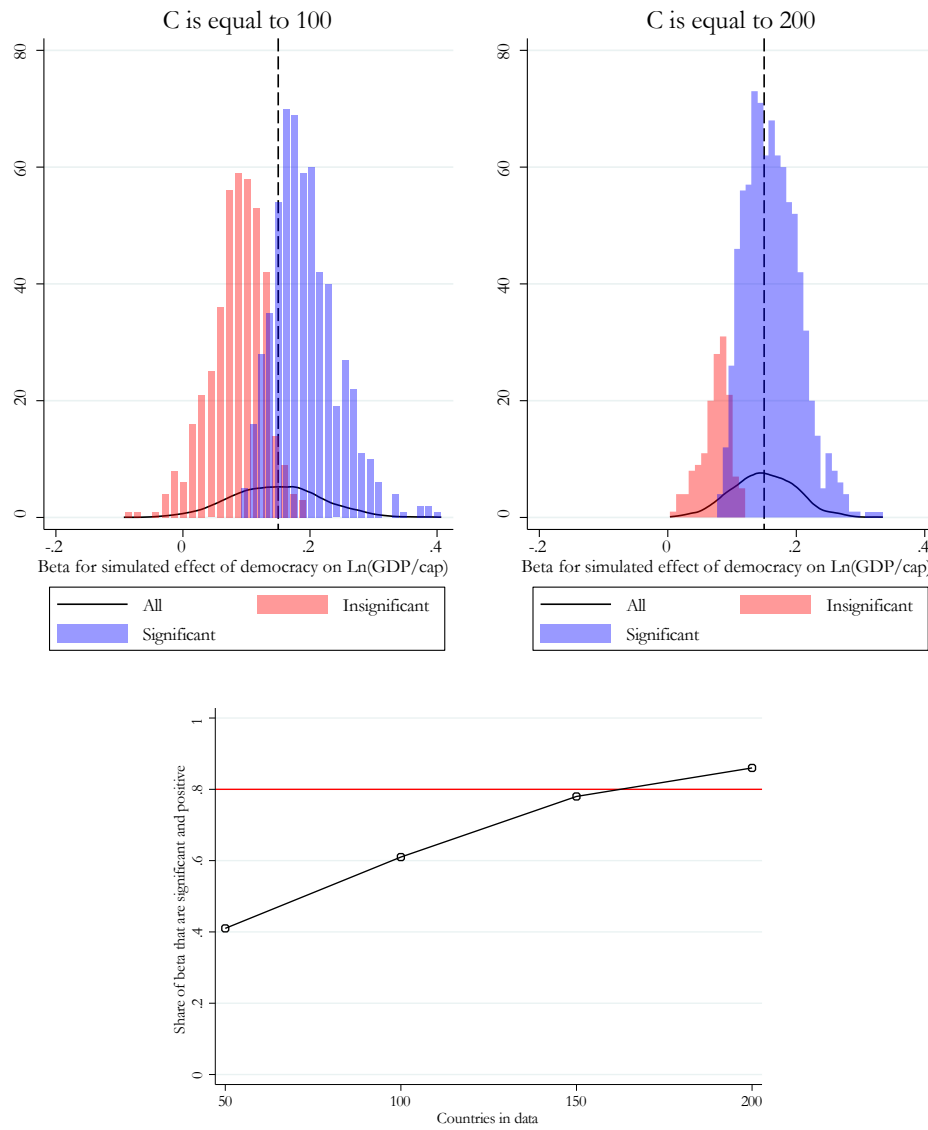 C is equal to 100
80
60
40
20
0
-.2 0 .2 .4
Beta for simulated effect of democracy on Ln(GDP/cap)
All Insignificant
Significant
C is equal to 200
80
60
40
20
0
-.2 0 .2 .4
Beta for simulated effect of democracy on Ln(GDP/cap)
All Insignificant
Significant
Share of beta that are significant and positive
1
.8
.6
.4
.2
0
50 100 150 200
Countries in data